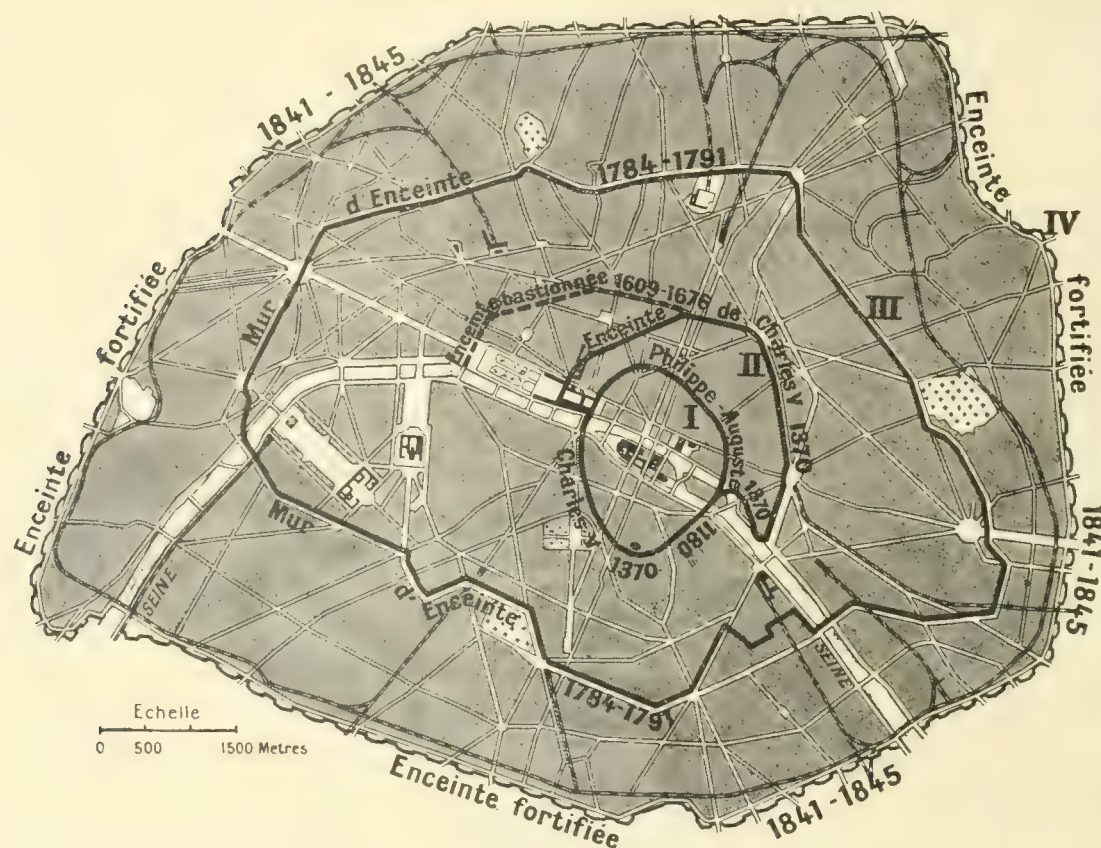 1841 - 1845
Enceinte
IV
fortifiée
1841 - 1845
d'Enceinte
1784-1791
III
Mur
fortifiée
Enceinte
Enceinte bastionnée 1609-1676
Enceinte de Charles V 1370
II
Philippe-Auguste
I
1180
Charles V
1370
1370
Mur
d'Enceinte
1784-1791
SEINE
SEINE
Echelle
0 500 1500 Metres
Enceinte fortifiée
1841-1845